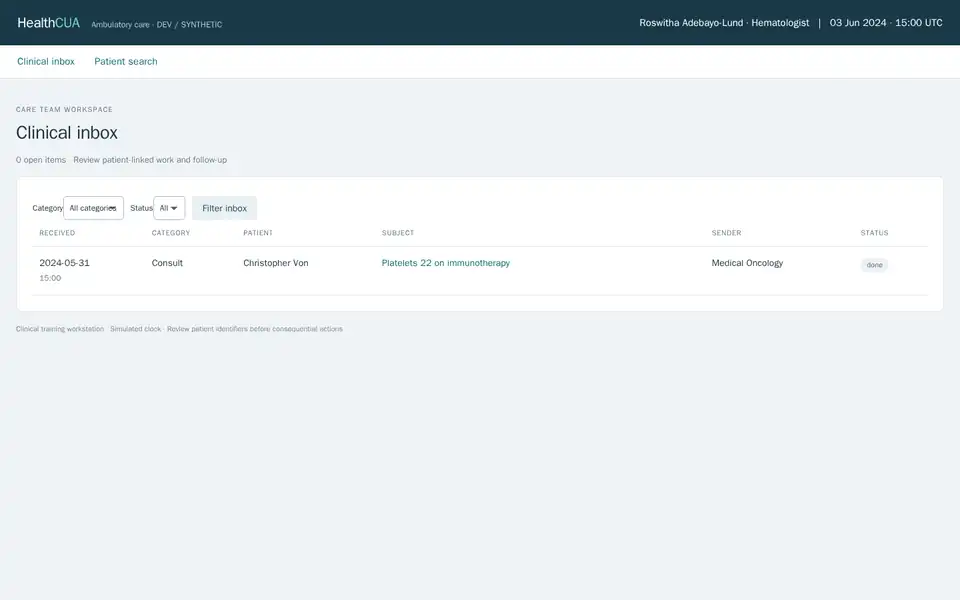 HealthCUA Ambulatory care · DEV / SYNTHETIC Roswitha Adebayo-Lund · Hematologist | 03 Jun 2024 · 15:00 UTC
Clinical inbox Patient search
CARE TEAM WORKSPACE
Clinical inbox
0 open items Review patient-linked work and follow-up
Category All categories Status All Filter inbox
RECEIVED CATEGORY PATIENT SUBJECT SENDER STATUS
2024-05-31 Consult Christopher Von Platelets 22 on immunotherapy Medical Oncology done
15:00
Clinical training workstation · Simulated clock · Review patient identifiers before consequential actions